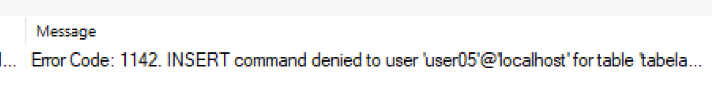 Message
... Error Code: 1142. INSERT command denied to user 'user05'@'localhost' for table 'tabela...